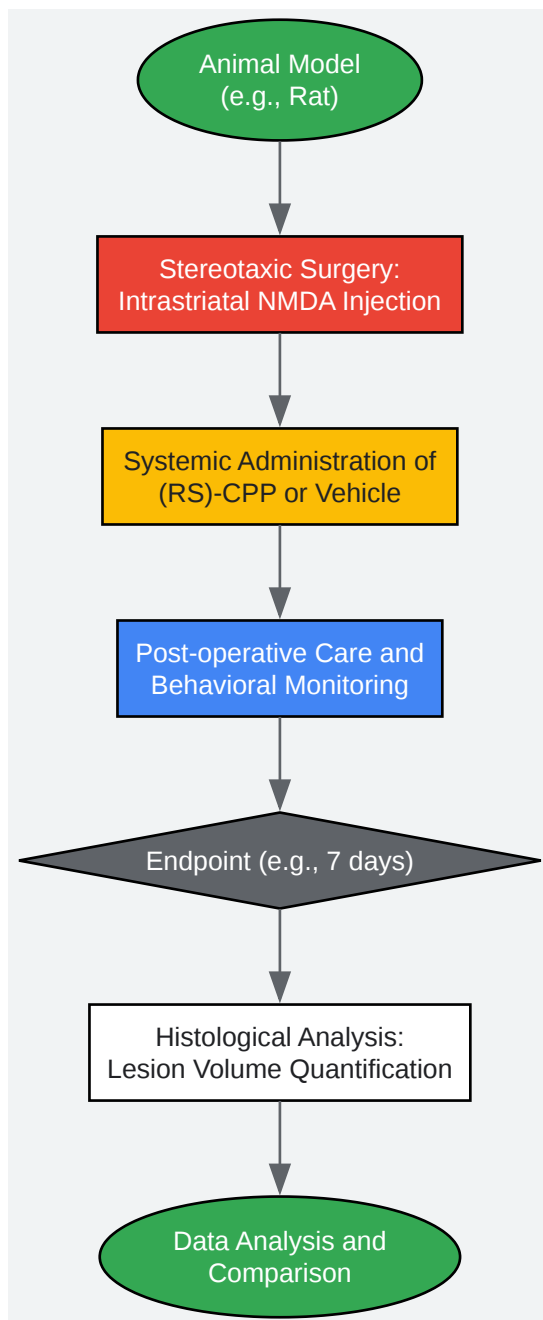 Animal Model
(e.g., Rat)
Stereotaxic Surgery:
Intrastriatal NMDA Injection
Systemic Administration of
(RS)-CPP or Vehicle
Post-operative Care and
Behavioral Monitoring
Endpoint (e.g., 7 days)
Histological Analysis:
Lesion Volume Quantification
Data Analysis and
Comparison